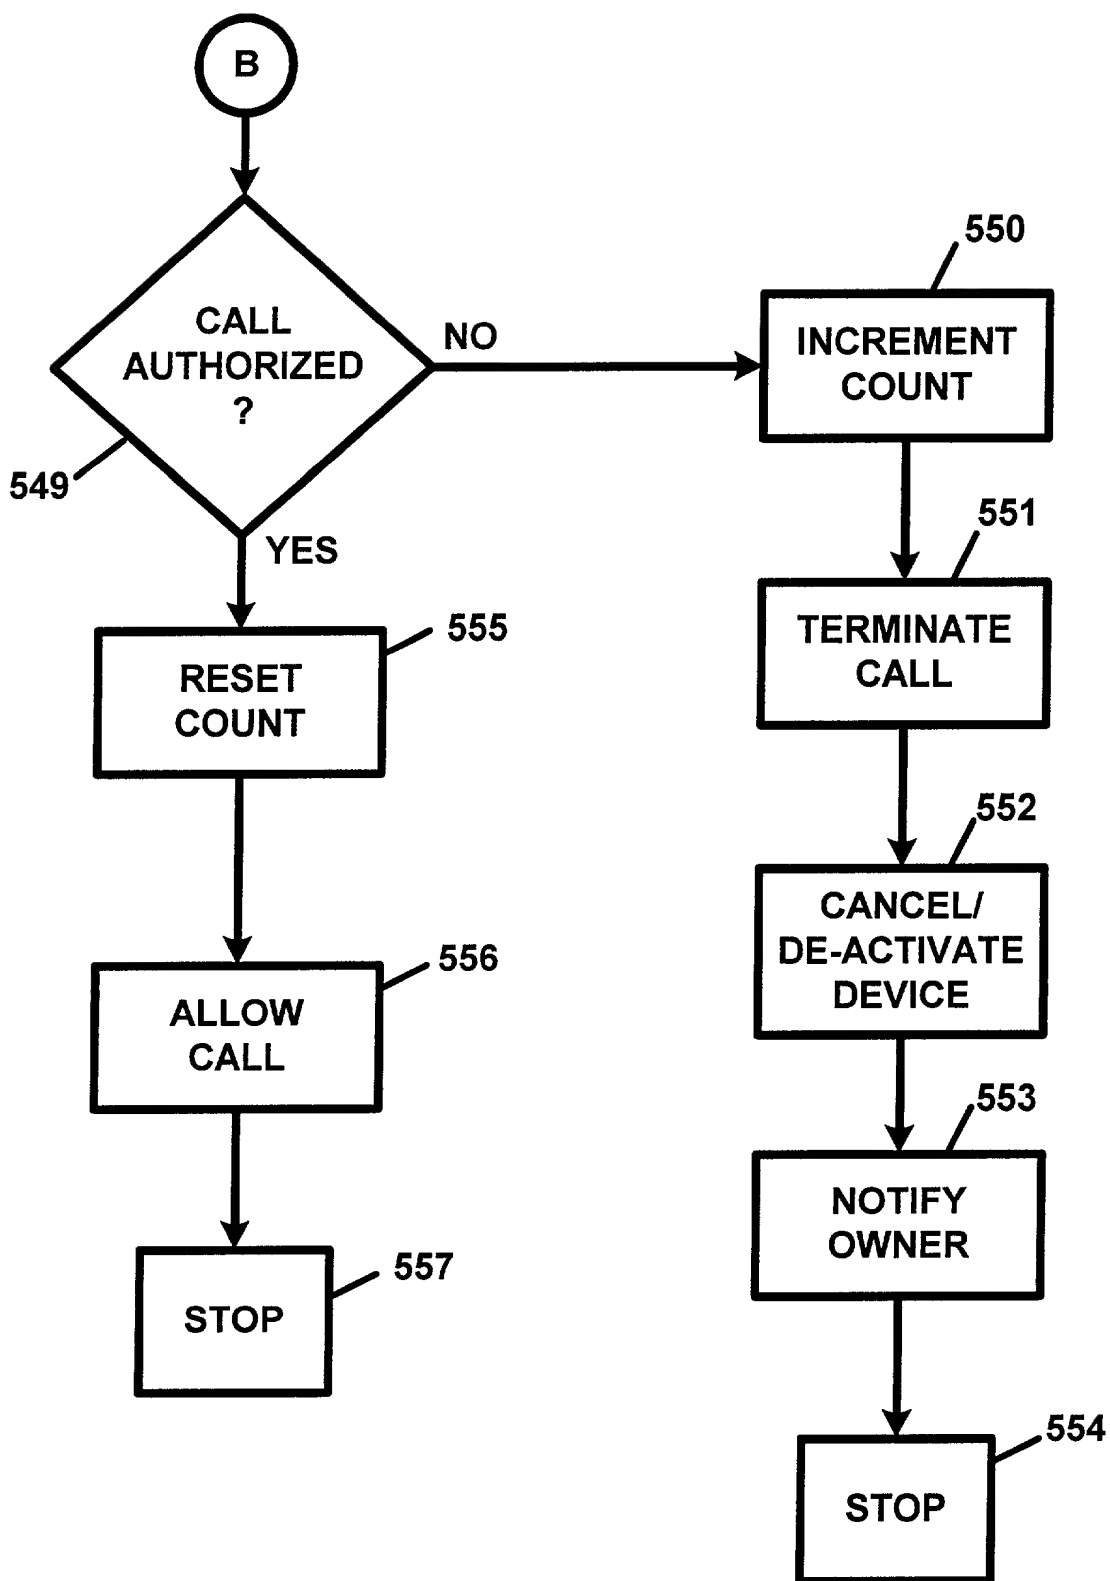 B
CALL
AUTHORIZED
?
549
NO
YES
550
INCREMENT
COUNT
551
TERMINATE
CALL
552
CANCEL/
DE-ACTIVATE
DEVICE
553
NOTIFY
OWNER
554
STOP
555
RESET
COUNT
556
ALLOW
CALL
557
STOP